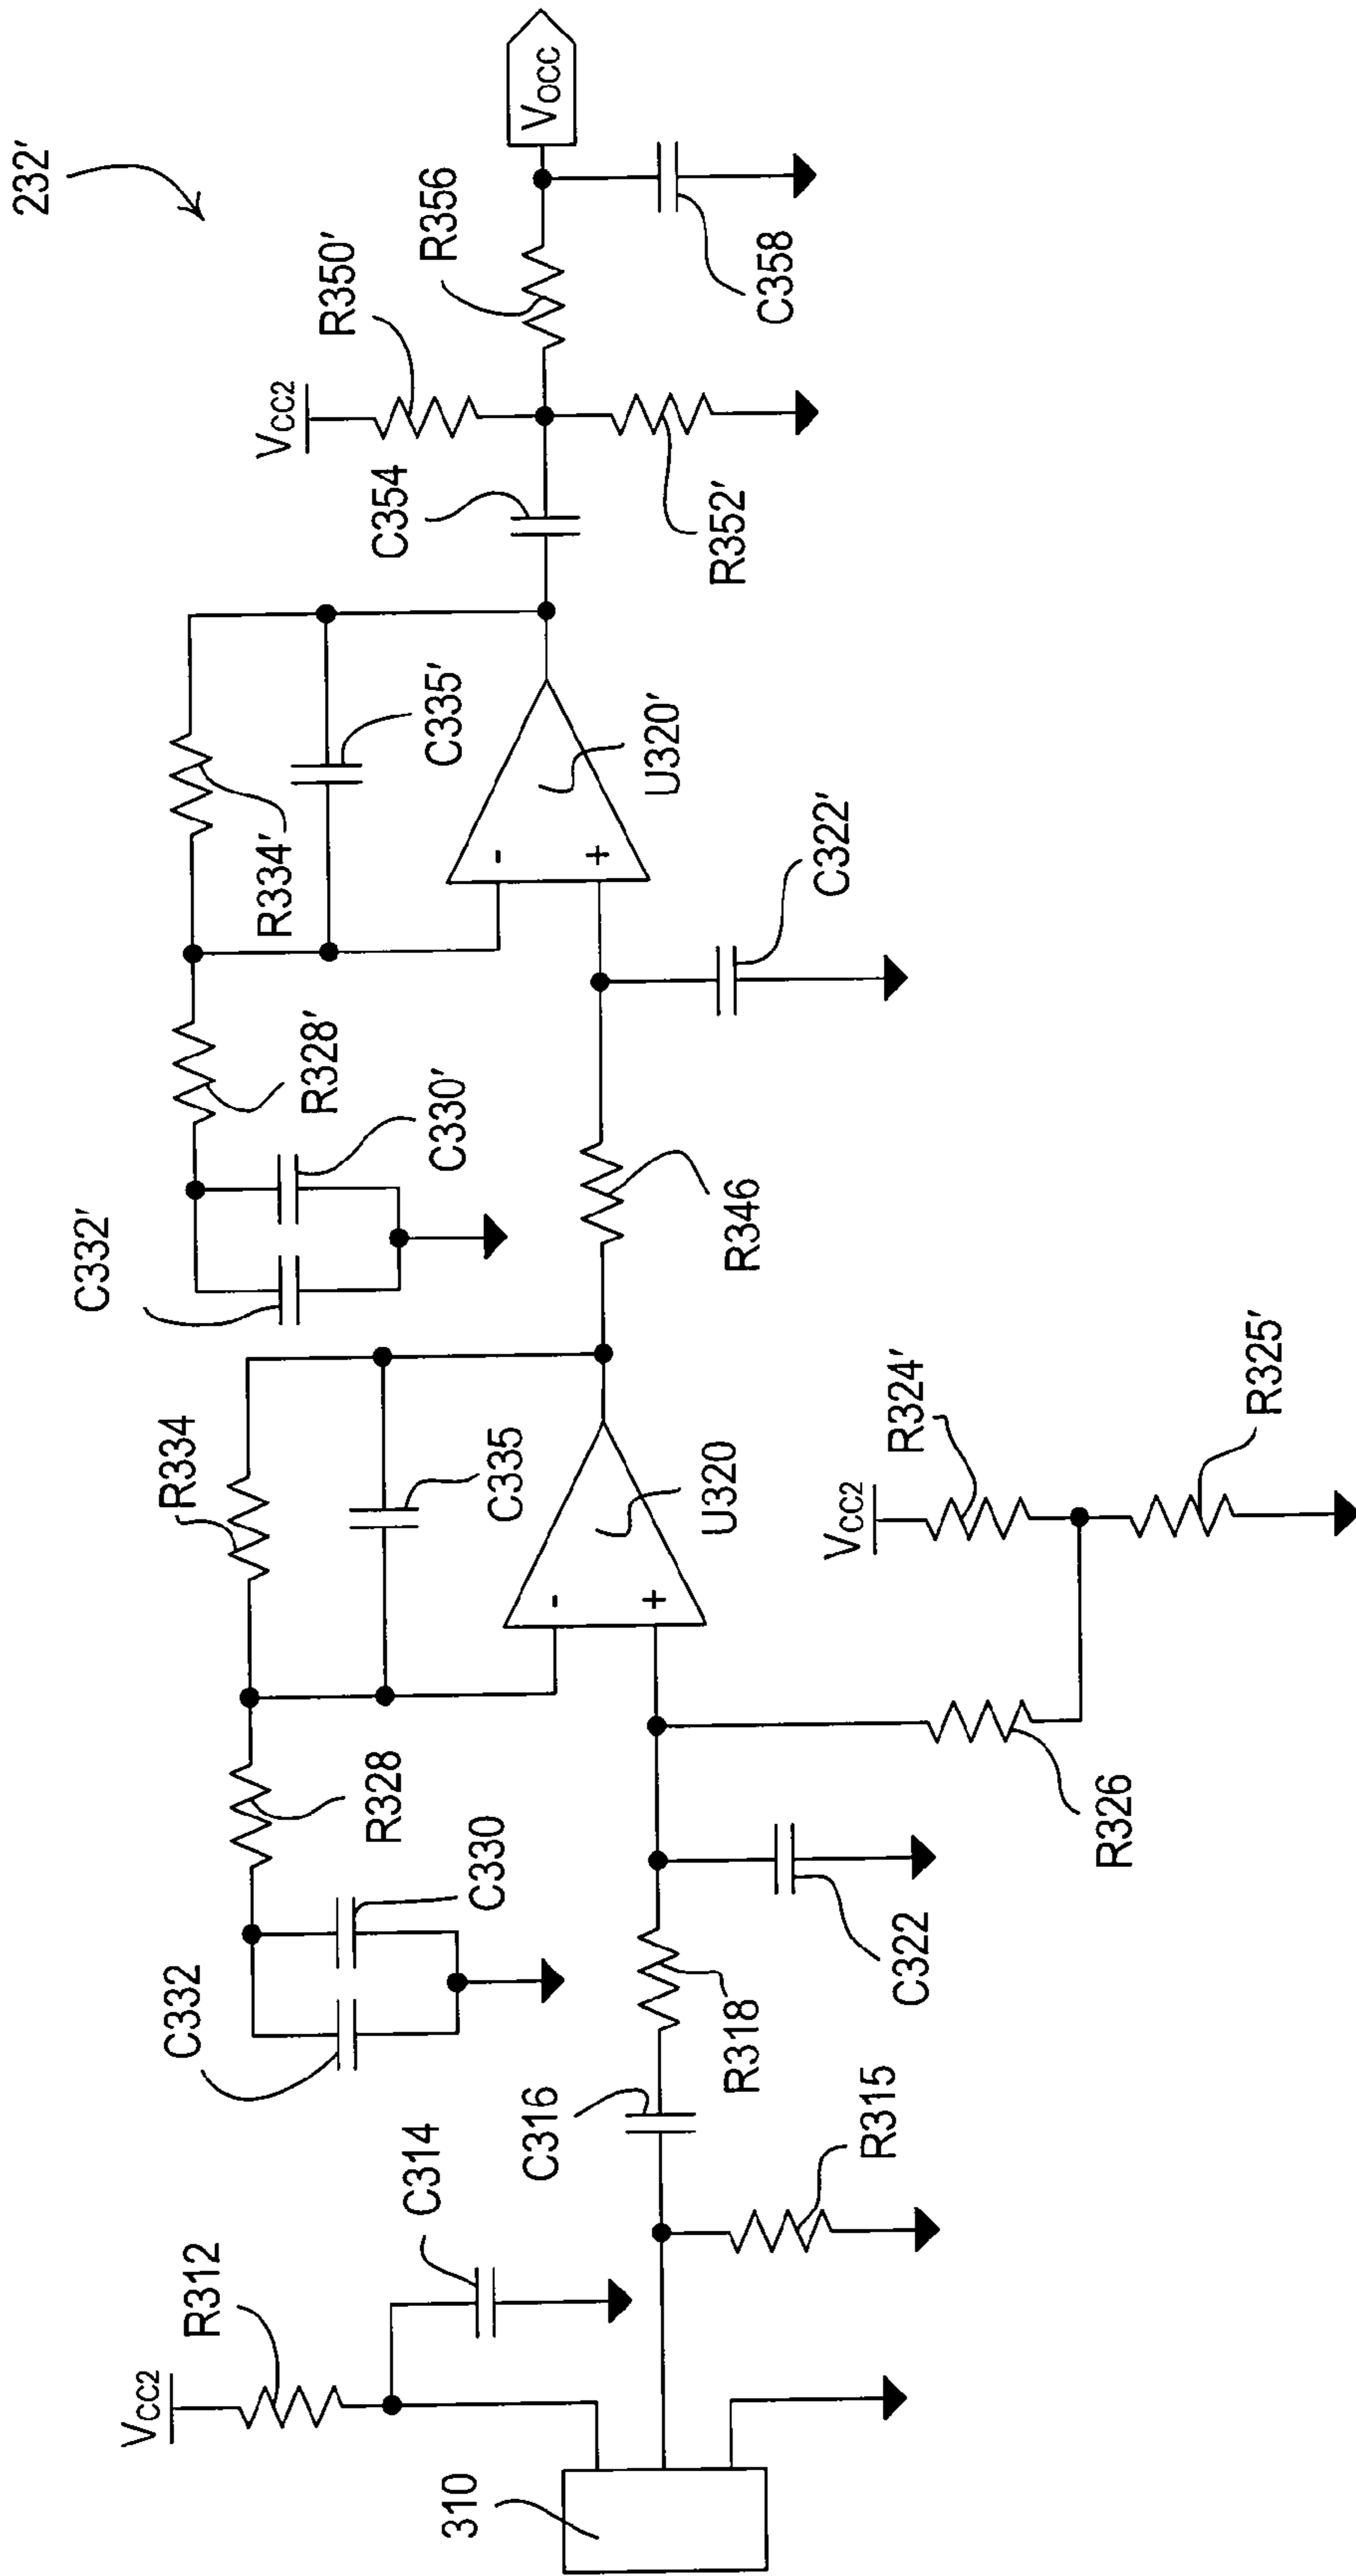 232'
VCC2
R312
C314
310
R315
C316
R318
C322
C332
C330
R328
R334
C335
-
+
U320
R326
VCC2
R324'
R325'
R346
C332'
C330'
R328'
R334'
C335'
-
+
U320'
C322'
C354
VCC2
R350'
R352'
R356
C358
VOCC